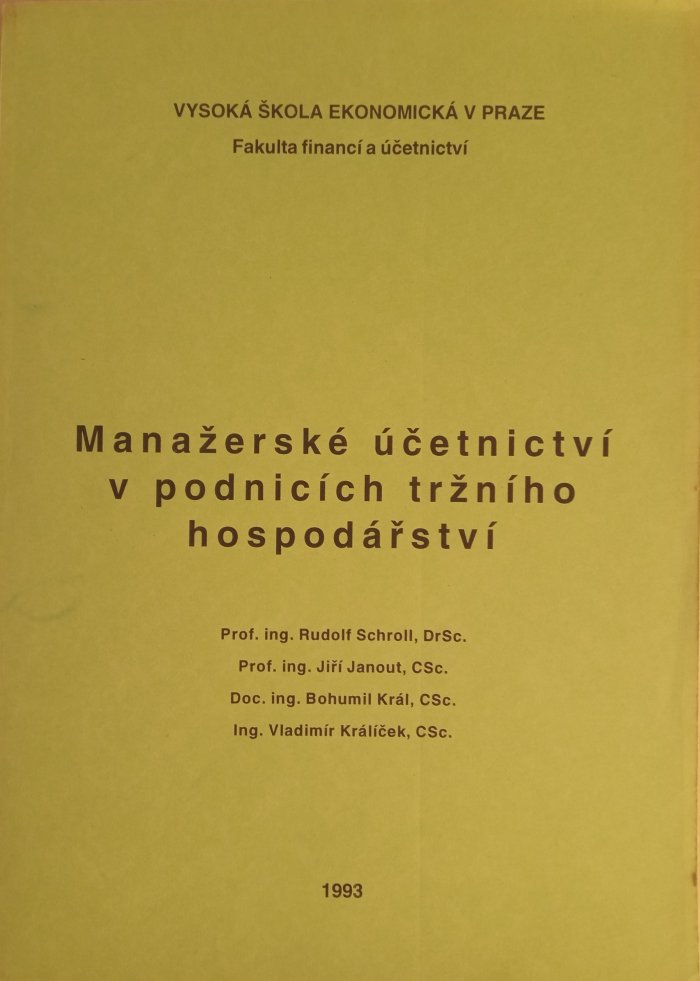 VYSOKÁ ŠKOLA EKONOMICKÁ V PRAZE
Fakulta financí a účetnictví
Manažerské účetnictví
v podnicích tržního
hospodářství
Prof. ing. Rudolf Schroll, DrSc.
Prof. ing. Jiří Janout, CSc.
Doc. ing. Bohumil Král, CSc.
Ing. Vladimír Králíček, CSc.
1993